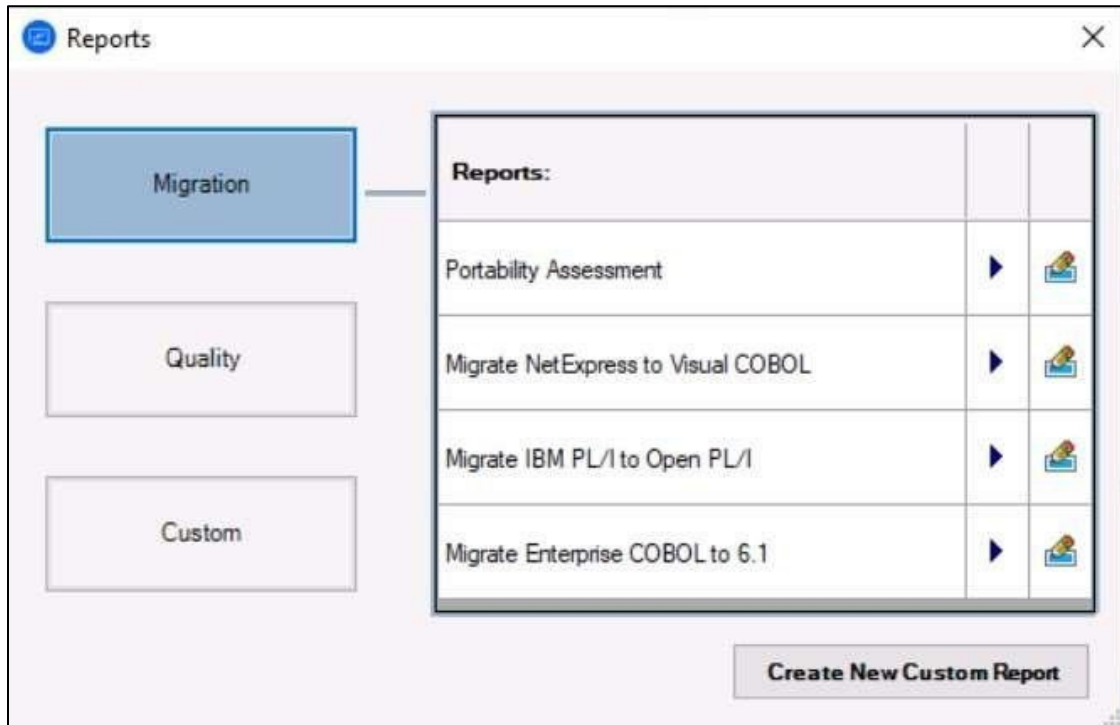 Reports
Migration
Quality
Custom
Reports:
Portability Assessment
Migrate NetExpress to Visual COBOL
Migrate IBM PL/I to Open PL/I
Migrate Enterprise COBOL to 6.1
Create New Custom Report